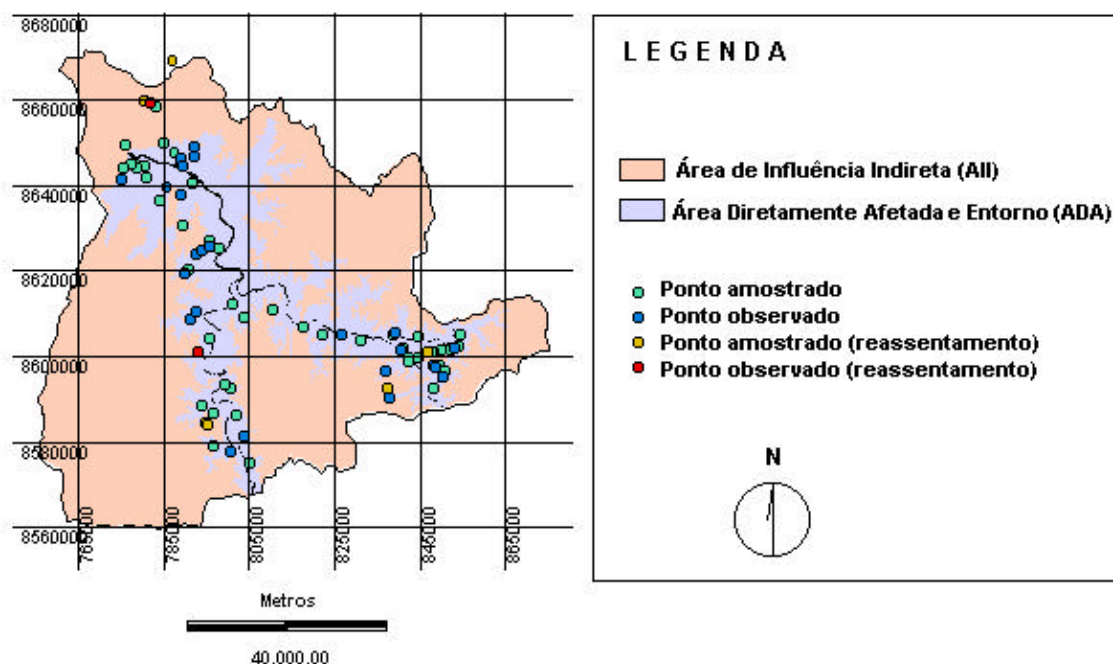 8680000
8660000
8640000
8620000
8600000
8580000
8560000
765000
785000
805000
825000
845000
865000
Metros
40.000,00
L E G E N D A
Área de Influência Indireta (AII)
Área Diretamente Afetada e Entorno (ADA)
Ponto amostrado
Ponto observado
Ponto amostrado (reassentamento)
Ponto observado (reassentamento)
N